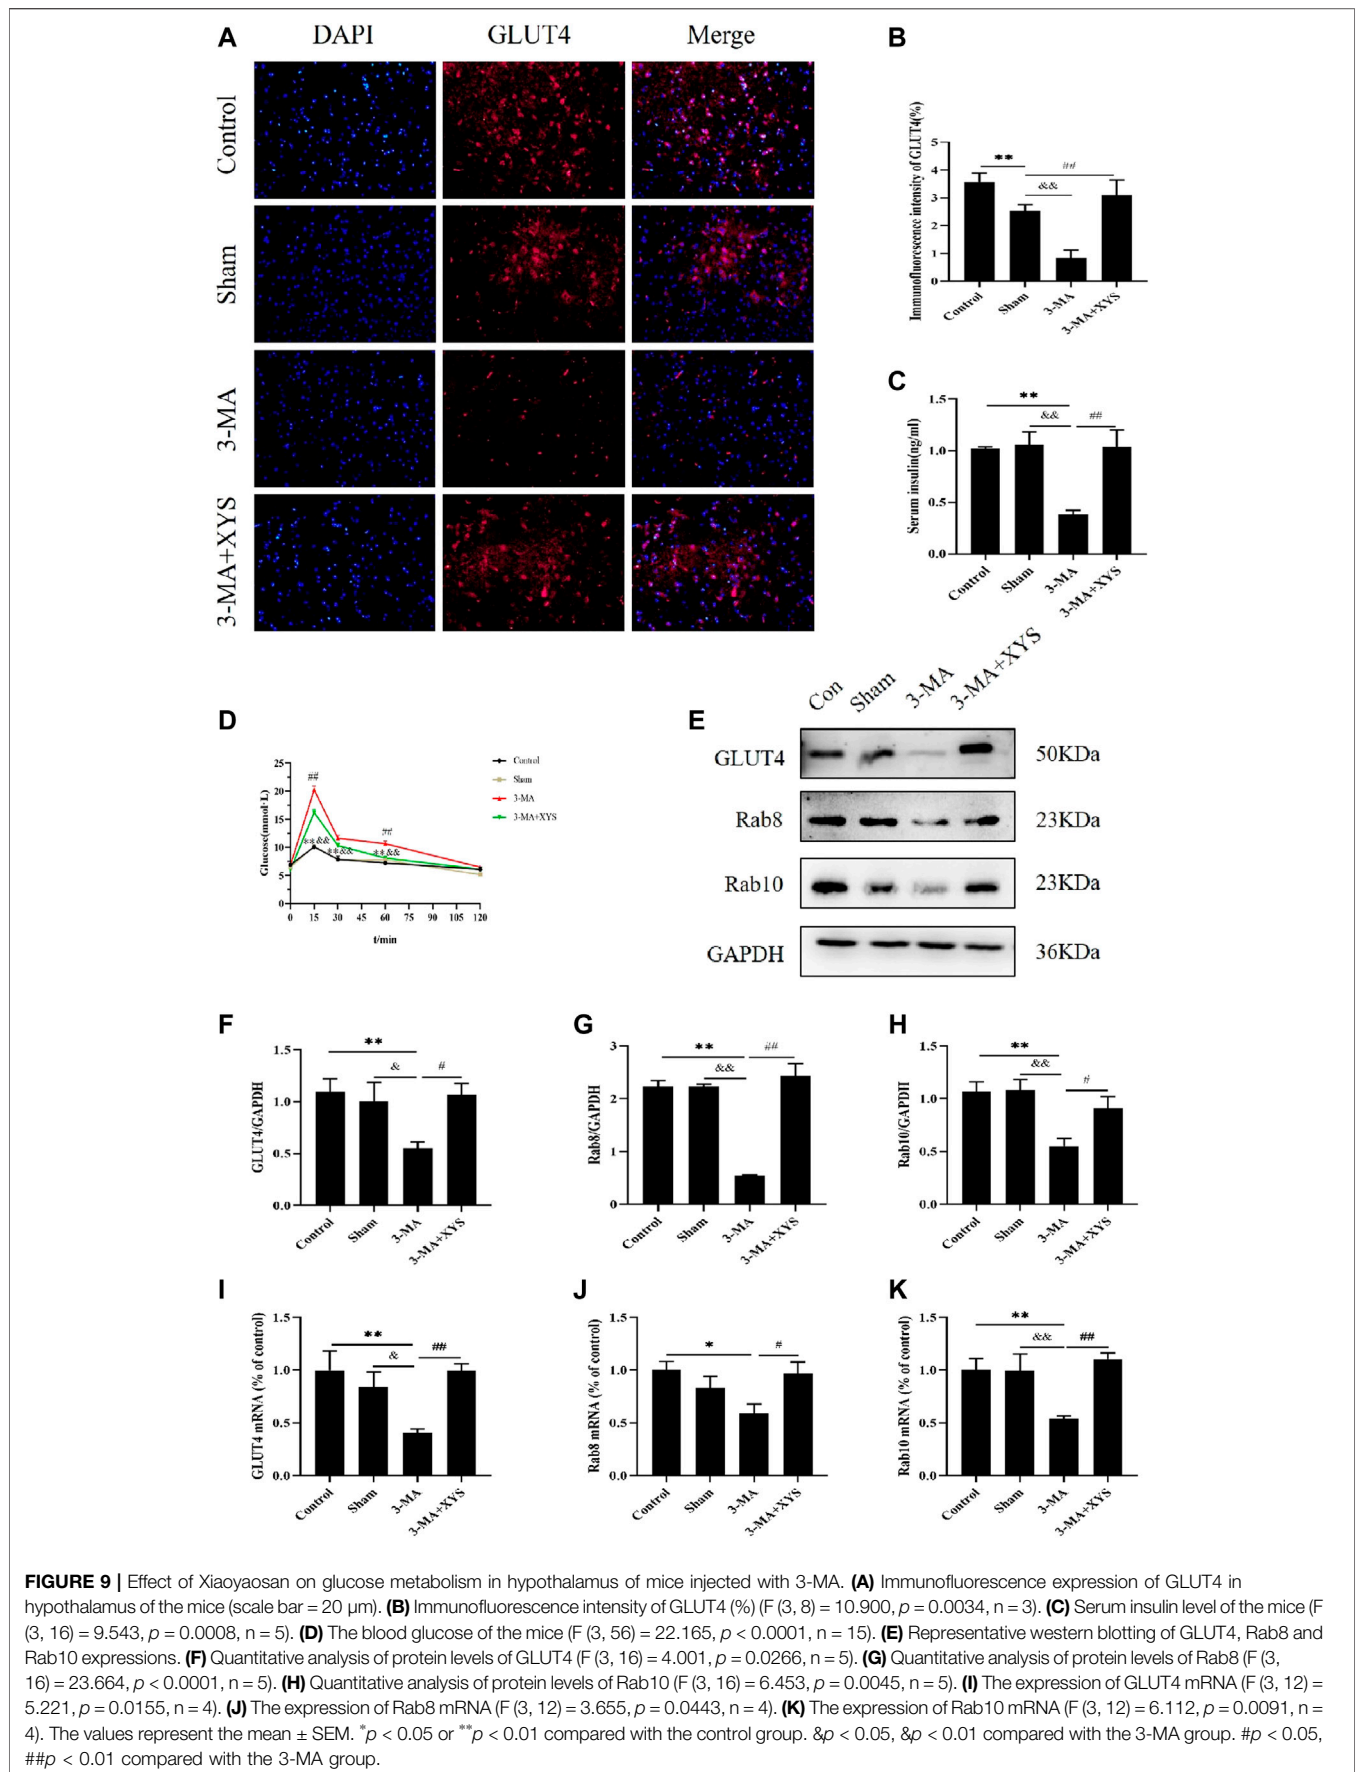 A
DAPI
GLUT4
Merge
Control
Sham
3-MA
3-MA+XYS
B
Immunofluorescence intensity of GLUT4(%)
5
4
3
2
1
0
**
##
&&
Control
Sham
3-MA
3-MA+XYS
C
Serum insulin(ng/ml)
1.5
1.0
0.5
0.0
**
&&
##
Control
Sham
3-MA
3-MA+XYS
D
Glucose(mmol·L)
25
20
15
10
5
0
##
##
**&&
**&&
**&&
0 15 30 45 60 75 90 105 120
t/min
Control
Sham
3-MA
3-MA+XYS
E
Con
Sham
3-MA
3-MA+XYS
GLUT4 50KDa
Rab8 23KDa
Rab10 23KDa
GAPDH 36KDa
F
GLUT4/GAPDH
1.5
1.0
0.5
0.0
**
&
#
Control
Sham
3-MA
3-MA+XYS
G
Rab8/GAPDH
3
2
1
0
**
&&
##
Control
Sham
3-MA
3-MA+XYS
H
Rab10/GAPDH
1.5
1.0
0.5
0.0
**
&&
#
Control
Sham
3-MA
3-MA+XYS
I
GLUT4 mRNA (% of control)
1.5
1.0
0.5
0.0
**
&
##
Control
Sham
3-MA
3-MA+XYS
J
Rab8 mRNA (% of control)
1.5
1.0
0.5
0.0
*
#
Control
Sham
3-MA
3-MA+XYS
K
Rab10 mRNA (% of control)
1.5
1.0
0.5
0.0
**
&&
##
Control
Sham
3-MA
3-MA+XYS
FIGURE 9 | Effect of Xiaoyaosan on glucose metabolism in hypothalamus of mice injected with 3-MA. (A) Immunofluorescence expression of GLUT4 in
hypothalamus of the mice (scale bar = 20 μm). (B) Immunofluorescence intensity of GLUT4 (%) (F (3, 8) = 10.900, p = 0.0034, n = 3). (C) Serum insulin level of the mice (F
(3, 16) = 9.543, p = 0.0008, n = 5). (D) The blood glucose of the mice (F (3, 56) = 22.165, p < 0.0001, n = 15). (E) Representative western blotting of GLUT4, Rab8 and
Rab10 expressions. (F) Quantitative analysis of protein levels of GLUT4 (F (3, 16) = 4.001, p = 0.0266, n = 5). (G) Quantitative analysis of protein levels of Rab8 (F (3,
16) = 23.664, p < 0.0001, n = 5). (H) Quantitative analysis of protein levels of Rab10 (F (3, 16) = 6.453, p = 0.0045, n = 5). (I) The expression of GLUT4 mRNA (F (3, 12) =
5.221, p = 0.0155, n = 4). (J) The expression of Rab8 mRNA (F (3, 12) = 3.655, p = 0.0443, n = 4). (K) The expression of Rab10 mRNA (F (3, 12) = 6.112, p = 0.0091, n =
4). The values represent the mean ± SEM. *p < 0.05 or **p < 0.01 compared with the control group. &p < 0.05, &p < 0.01 compared with the 3-MA group. #p < 0.05,
##p < 0.01 compared with the 3-MA group.